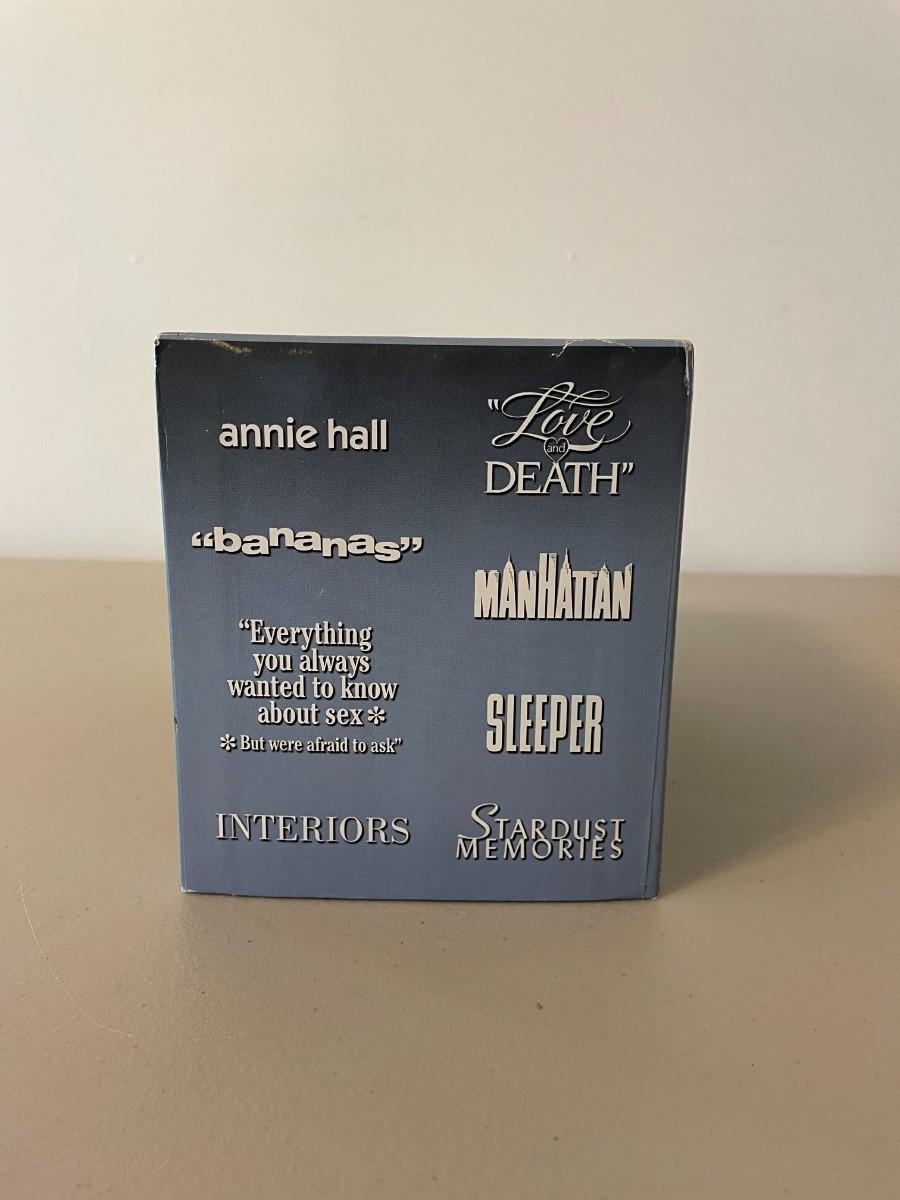 annie hall
“bananas”
“Everything
you always
wanted to know
about sex*
* But were afraid to ask”
INTERIORS
“Love
and
DEATH”
MANHATTAN
SLEEPER
STARDUST
MEMORIES